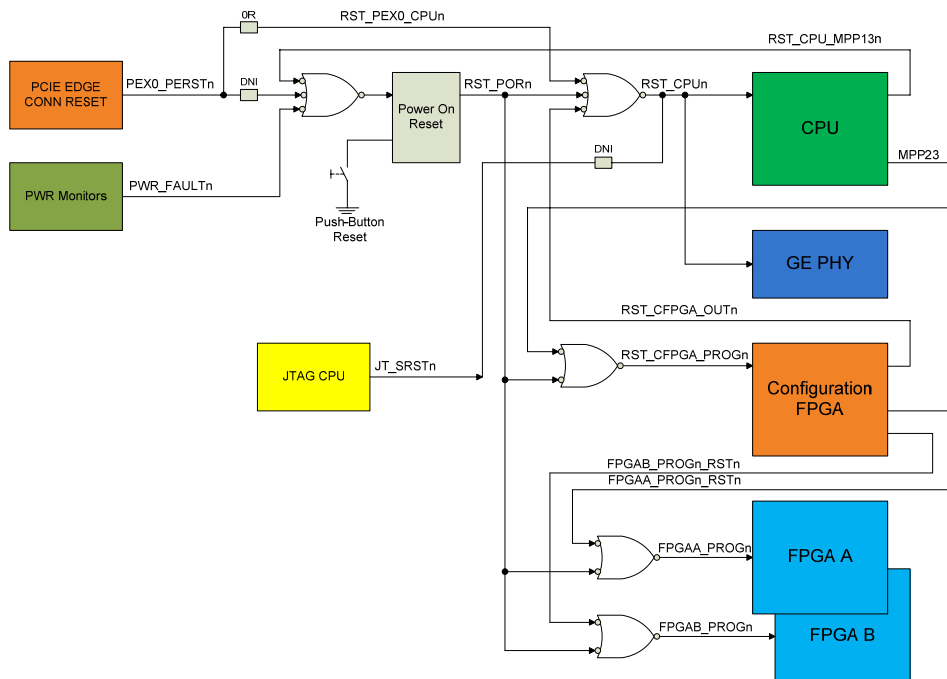 0R
RST_PEX0_CPUn
RST_CPU_MPP13n
PCIE EDGE
CONN RESET
PEX0_PERSTn
DNI
Power On
Reset
RST_PORn
RST_CPUn
CPU
DNI
MPP23
PWR Monitors
PWR_FAULTn
Push-Button
Reset
GE PHY
RST_CFPGA_OUTn
JTAG CPU
JT_SRSTn
RST_CFPGA_PROGn
Configuration
FPGA
FPGAB_PROGn_RSTn
FPGAA_PROGn_RSTn
FPGAA_PROGn
FPGA A
FPGAB_PROGn
FPGA B